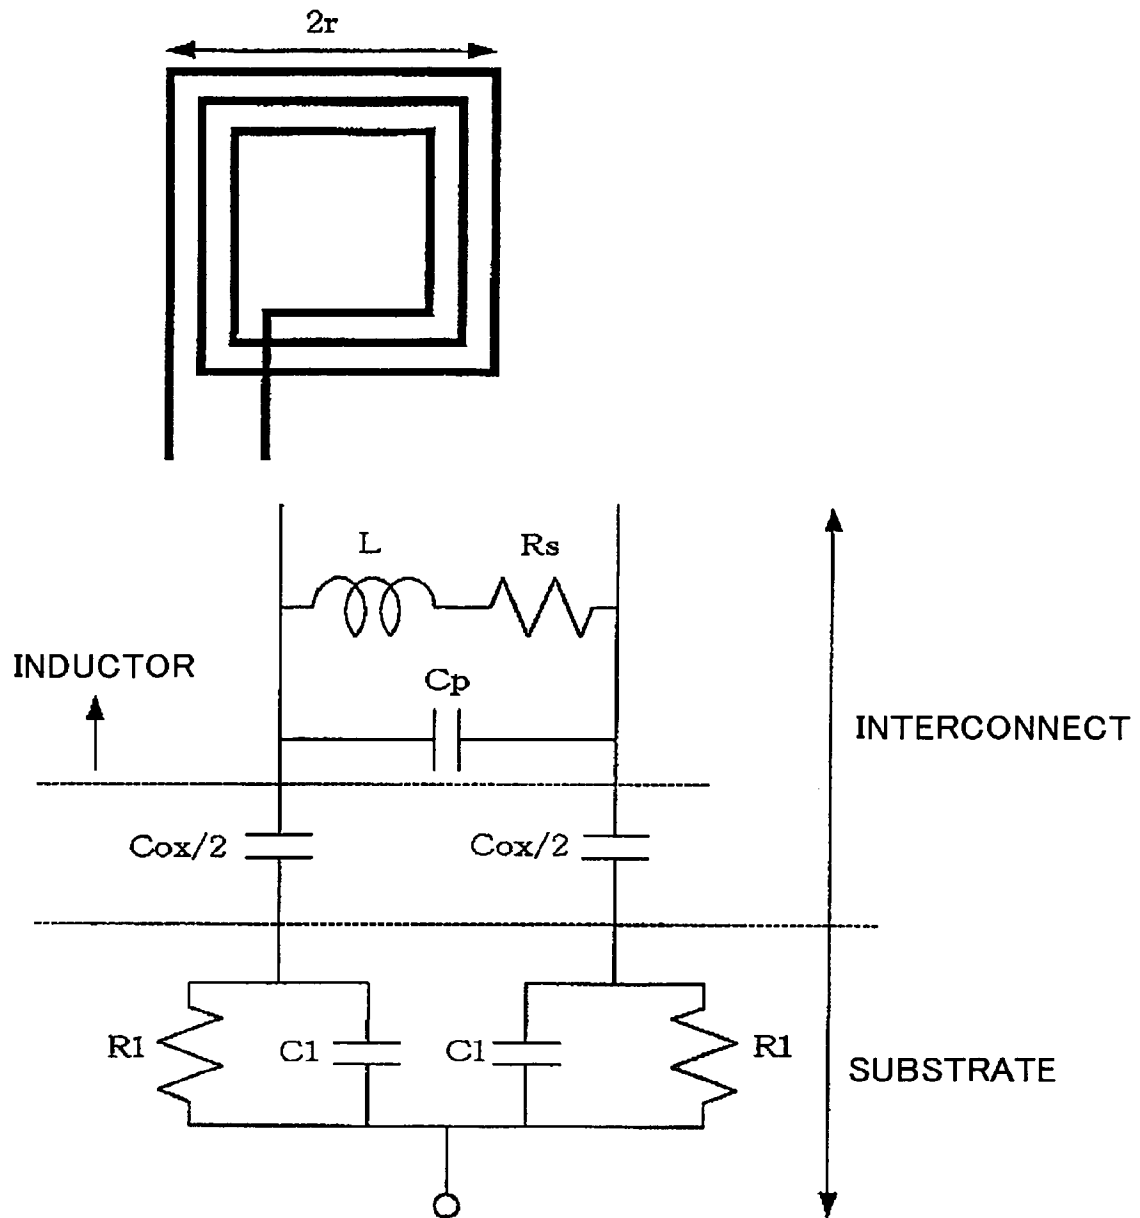 2r
L
Rs
INDUCTOR
Cp
INTERCONNECT
Cox/2
Cox/2
R1
C1
C1
R1
SUBSTRATE